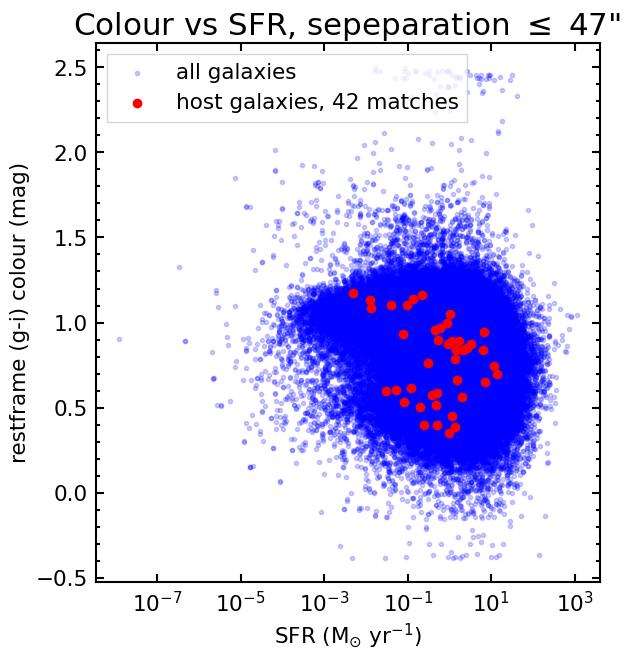 Colour vs SFR, sepeparation ≤ 47"
all galaxies
host galaxies, 42 matches
restframe (g-i) colour (mag)
2.5
2.0
1.5
1.0
0.5
0.0
−0.5
10⁻⁷ 10⁻⁵ 10⁻³ 10⁻¹ 10¹ 10³
SFR (M⊙ yr⁻¹)